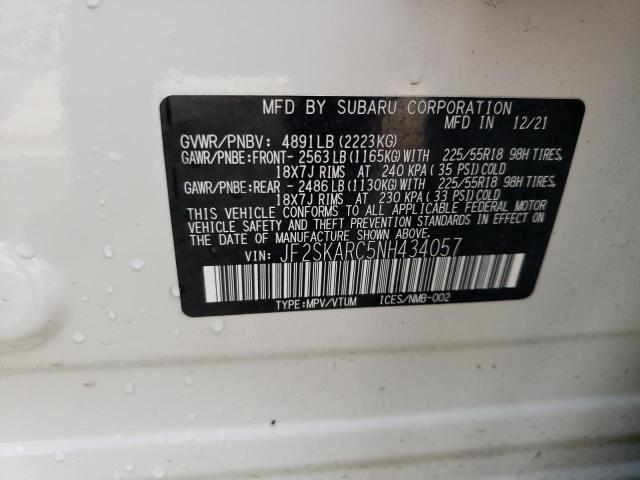 MFD BY SUBARU CORPORATION
MFD IN 12/21
GVWR/PNBV: 4891LB (2223KG)
GAWR/PNBE:FRONT- 2563LB(1165KG) WITH 225/55R18 98H TIRES,
18X7J RIMS AT 240 KPA (35 PSI)COLD
GAWR/PNBE:REAR - 2486LB(1130KG) WITH 225/55R18 98H TIRES,
18X7J RIMS AT 230 KPA (33 PSI)COLD
THIS VEHICLE CONFORMS TO ALL APPLICABLE FEDERAL MOTOR
VEHICLE SAFETY AND THEFT PREVENTION STANDARDS IN EFFECT ON
THE DATE OF MANUFACTURE SHOWN ABOVE.
VIN: JF2SKARC5NH434057
TYPE:MPV/VTUM ICES/NMB-002